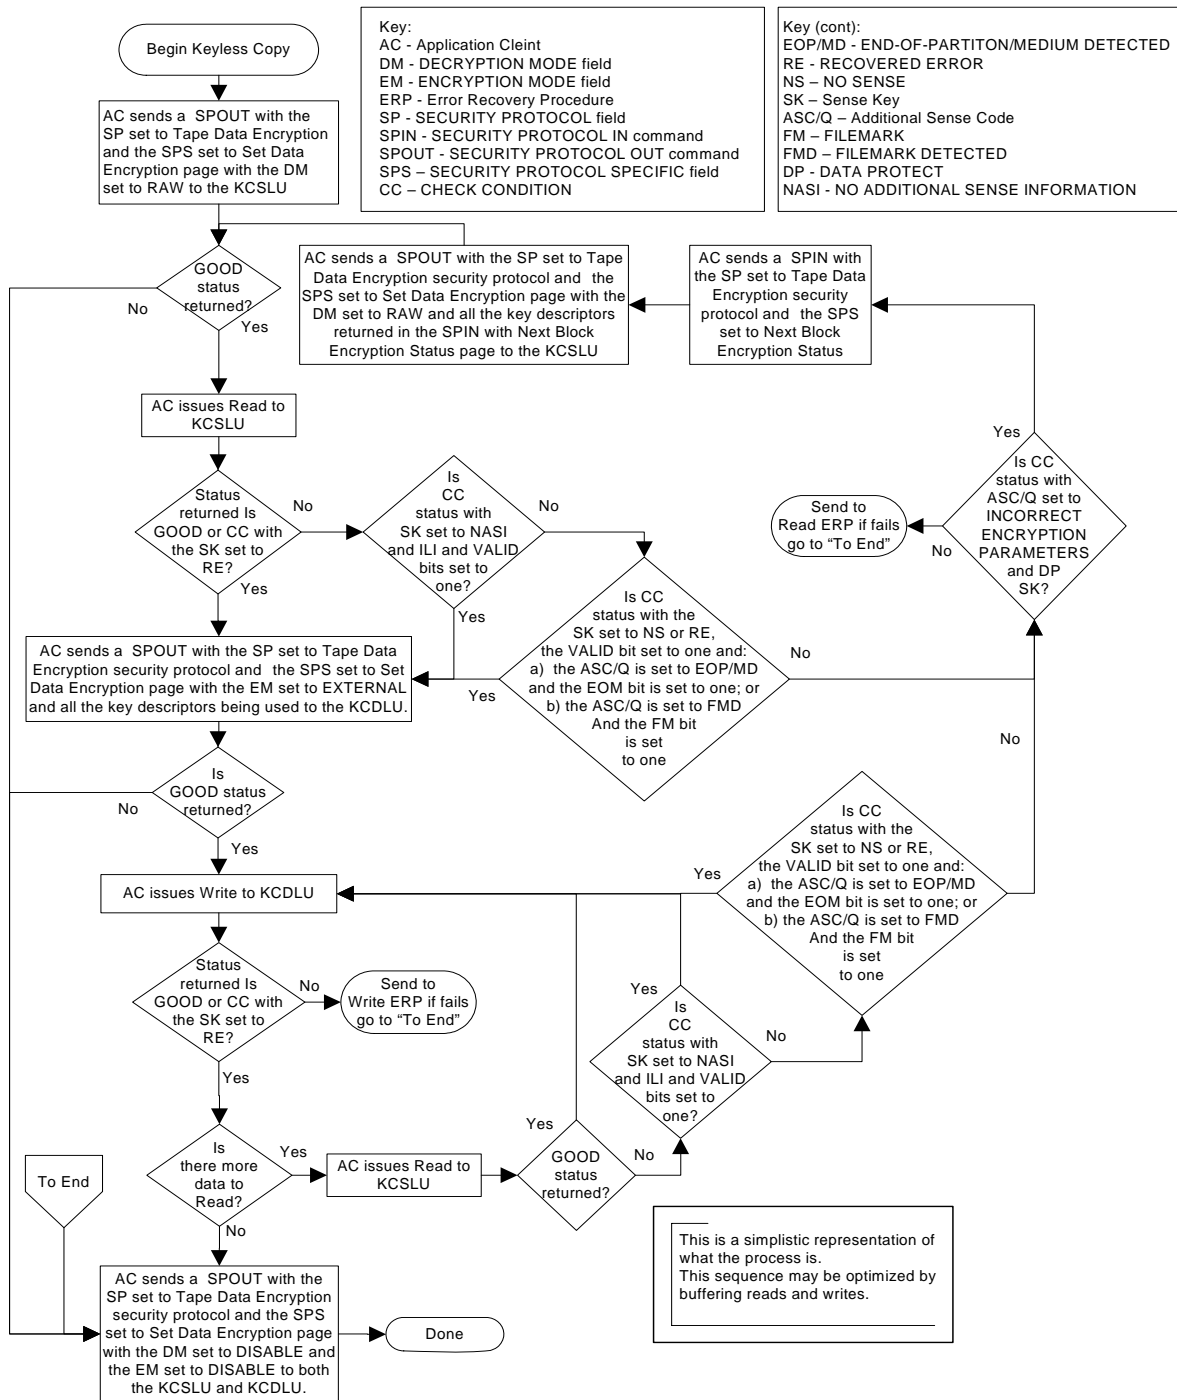 Begin Keyless Copy
Key:
AC - Application Cleint
DM - DECRYPTION MODE field
EM - ENCRYPTION MODE field
ERP - Error Recovery Procedure
SP - SECURITY PROTOCOL field
SPIN - SECURITY PROTOCOL IN command
SPOUT - SECURITY PROTOCOL OUT command
SPS – SECURITY PROTOCOL SPECIFIC field
CC – CHECK CONDITION
Key (cont):
EOP/MD - END-OF-PARTITON/MEDIUM DETECTED
RE - RECOVERED ERROR
NS – NO SENSE
SK – Sense Key
ASC/Q – Additional Sense Code
FM – FILEMARK
FMD – FILEMARK DETECTED
DP - DATA PROTECT
NASI - NO ADDITIONAL SENSE INFORMATION
AC sends a SPOUT with the
SP set to Tape Data Encryption
and the SPS set to Set Data
Encryption page with the DM
set to RAW to the KCSLU
GOOD
status
returned?
No
Yes
AC sends a SPOUT with the SP set to Tape
Data Encryption security protocol and the
SPS set to Set Data Encryption page with the
DM set to RAW and all the key descriptors
returned in the SPIN with Next Block
Encryption Status page to the KCSLU
AC sends a SPIN with
the SP set to Tape Data
Encryption security
protocol and the SPS
set to Next Block
Encryption Status
AC issues Read to
KCSLU
Status
returned Is
GOOD or CC with
the SK set to
RE?
No
Yes
Is
CC
status with
SK set to NASI
and ILI and VALID
bits set to
one?
No
Yes
Send to
Read ERP if fails
go to “To End”
Yes
Is CC
status with
ASC/Q set to
INCORRECT
ENCRYPTION
PARAMETERS
and DP
SK?
No
Is CC
status with the
SK set to NS or RE,
the VALID bit set to one and:
a) the ASC/Q is set to EOP/MD
and the EOM bit is set to one; or
b) the ASC/Q is set to FMD
And the FM bit
is set
to one
No
Yes
AC sends a SPOUT with the SP set to Tape Data
Encryption security protocol and the SPS set to Set
Data Encryption page with the EM set to EXTERNAL
and all the key descriptors being used to the KCDLU.
No
Is
GOOD status
returned?
No
Yes
Is CC
status with the
SK set to NS or RE,
the VALID bit set to one and:
a) the ASC/Q is set to EOP/MD
and the EOM bit is set to one; or
b) the ASC/Q is set to FMD
And the FM bit
is set
to one
Yes
AC issues Write to KCDLU
Status
returned Is
GOOD or CC with
the SK set to
RE?
No
Yes
Send to
Write ERP if fails
go to “To End”
Yes
Is
CC
status with
SK set to NASI
and ILI and VALID
bits set to
one?
No
Is
there more
data to
Read?
Yes
No
AC issues Read to
KCSLU
Yes
GOOD
status
returned?
No
To End
This is a simplistic representation of
what the process is.
This sequence may be optimized by
buffering reads and writes.
AC sends a SPOUT with the
SP set to Tape Data Encryption
security protocol and the SPS
set to Set Data Encryption page
with the DM set to DISABLE and
the EM set to DISABLE to both
the KCSLU and KCDLU.
Done